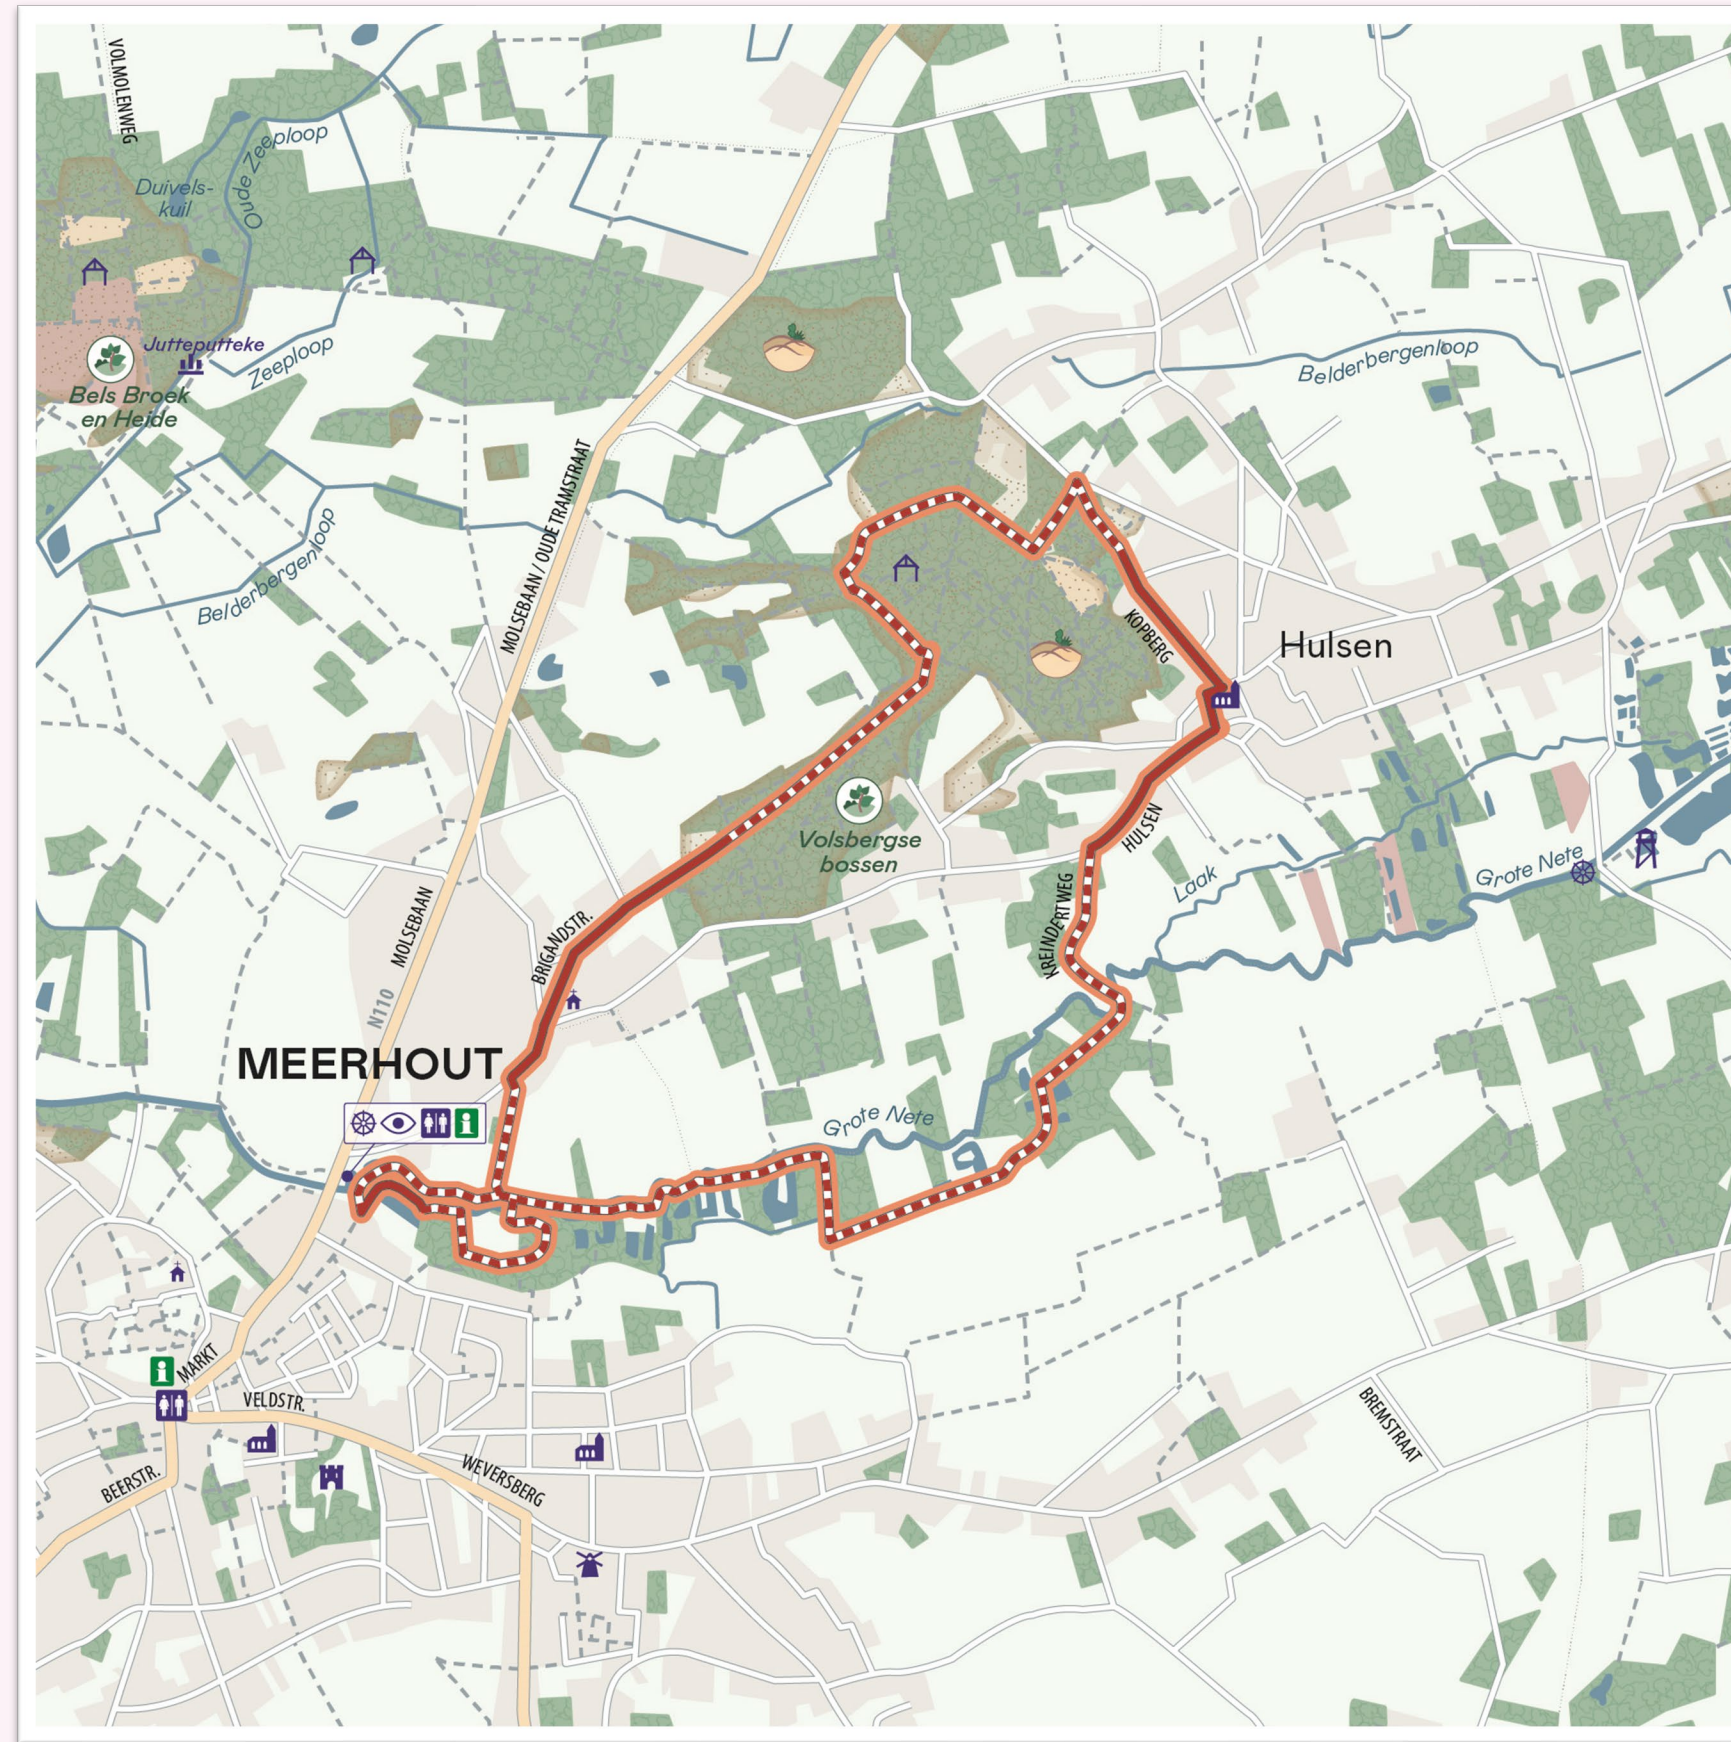 VOLMOLENWEG
Oude Zeeploop
Duivels-
kuil
Jutteputteke
Zeeploop
Bels Broek
en Heide
Belderbergenloop
Belderbergenloop
MOLSEBAAN / OUDE TRAMSTRAAT
KOPBERG
Hulsen
Volsbergse
bossen
HULSEN
Laak
Grote Nete
KREINDERTWEG
BRIGANDSTR.
MOLSEBAAN
N110
MEERHOUT
i
Grote Nete
i
MARKT
VELDSTR.
BEERSTR.
WEVERSBERG
BREMSTRAAT